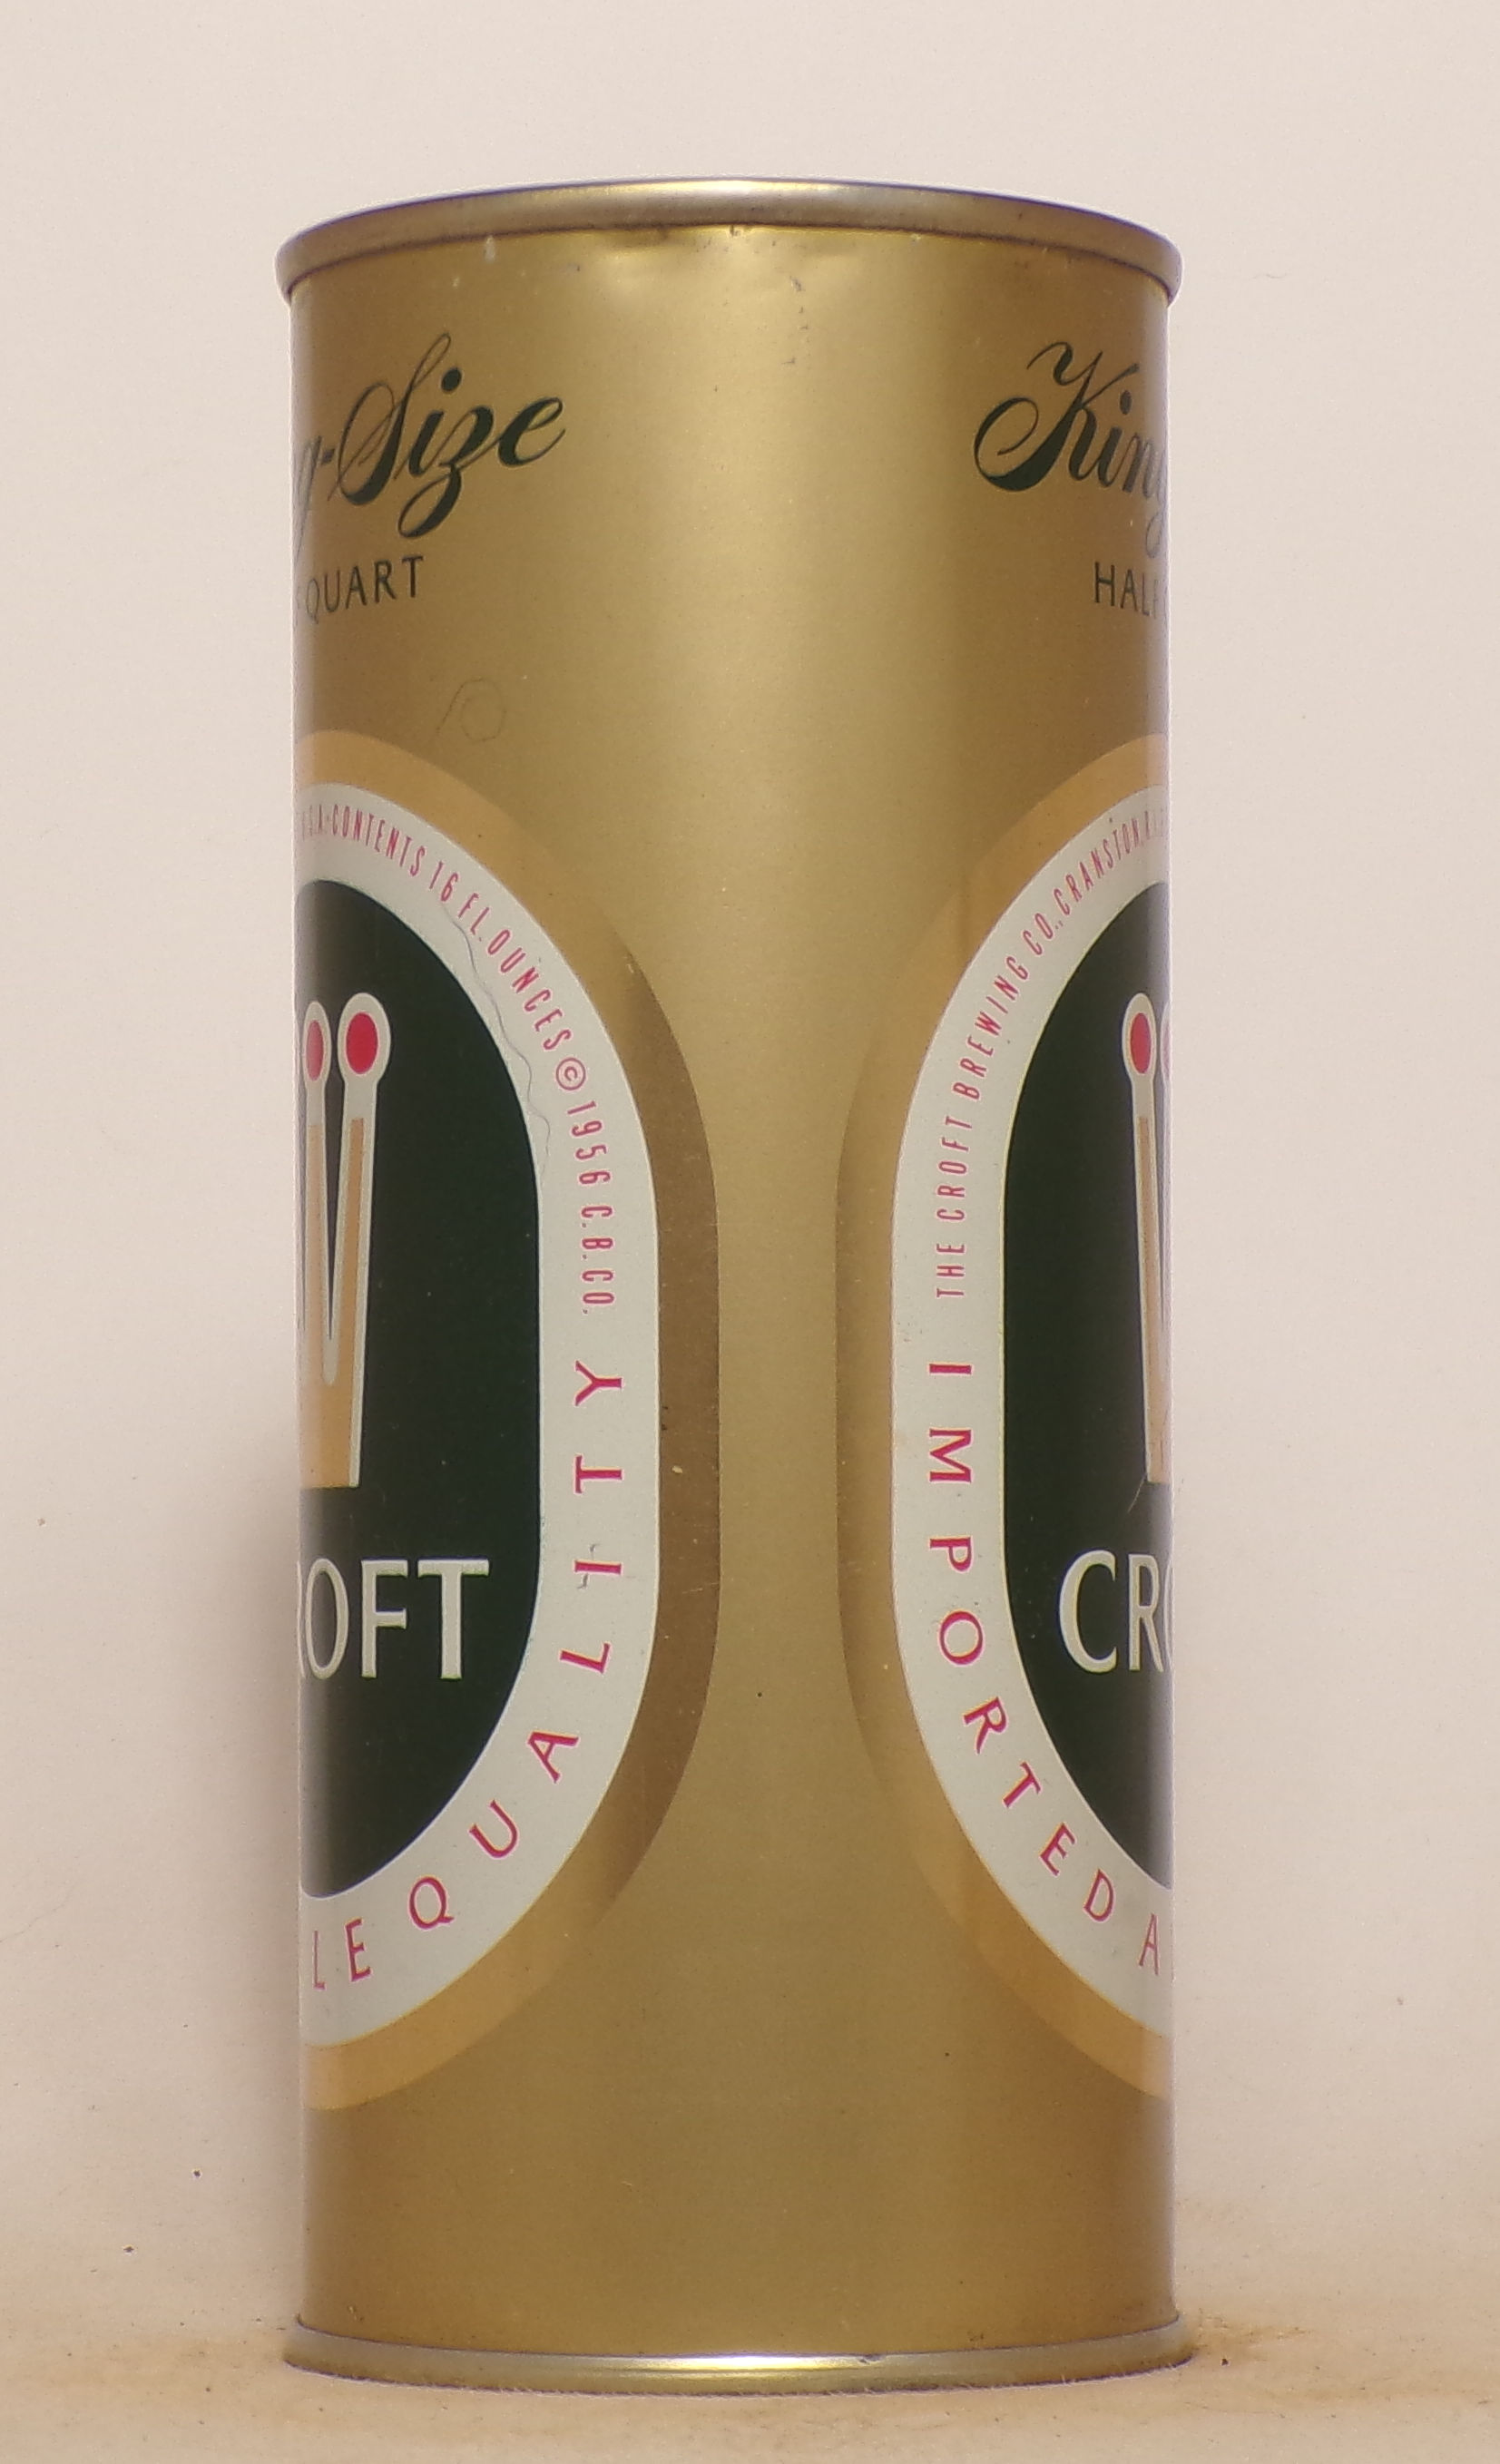 g-Size
QUART
S.A. CONTENTS 16 FL. OUNCES © 1956 C.B.CO.
OFT
LE QUALITY
King
HALF
THE CROFT BREWING CO., CRANSTON, R.I.
CRO
IMPORTED A